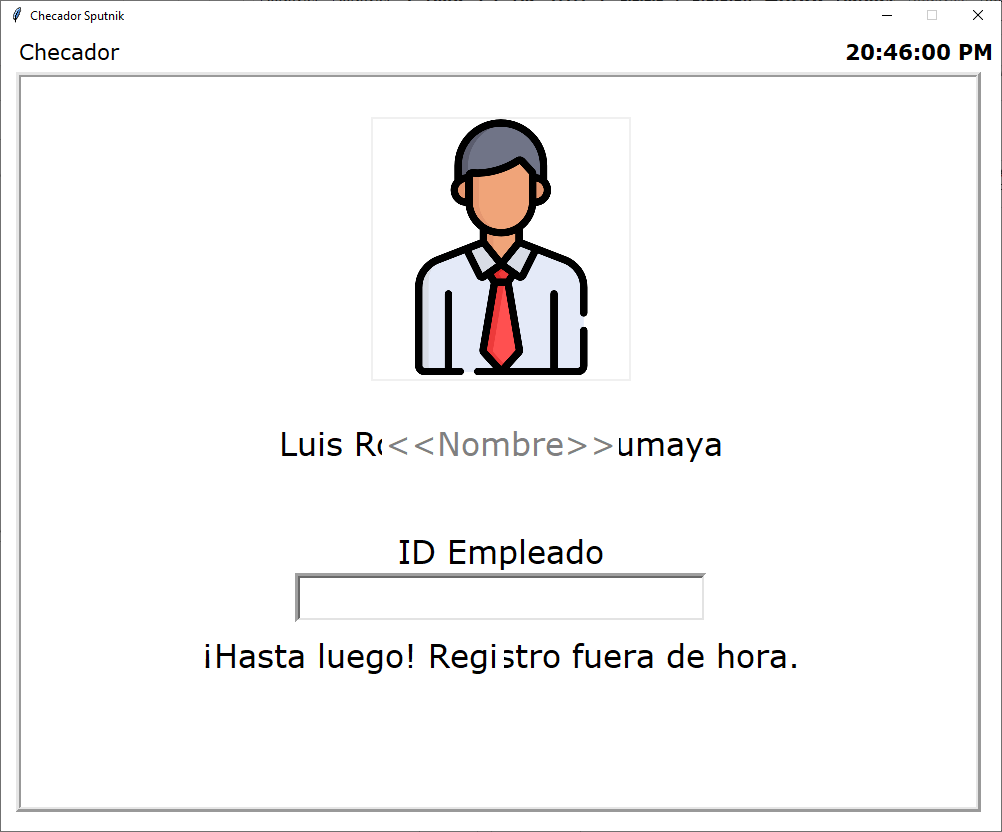 Checador Sputnik
Checador
20:46:00 PM
Luis <<Nombre>>umaya
ID Empleado
¡Hasta luego! Registro fuera de hora.